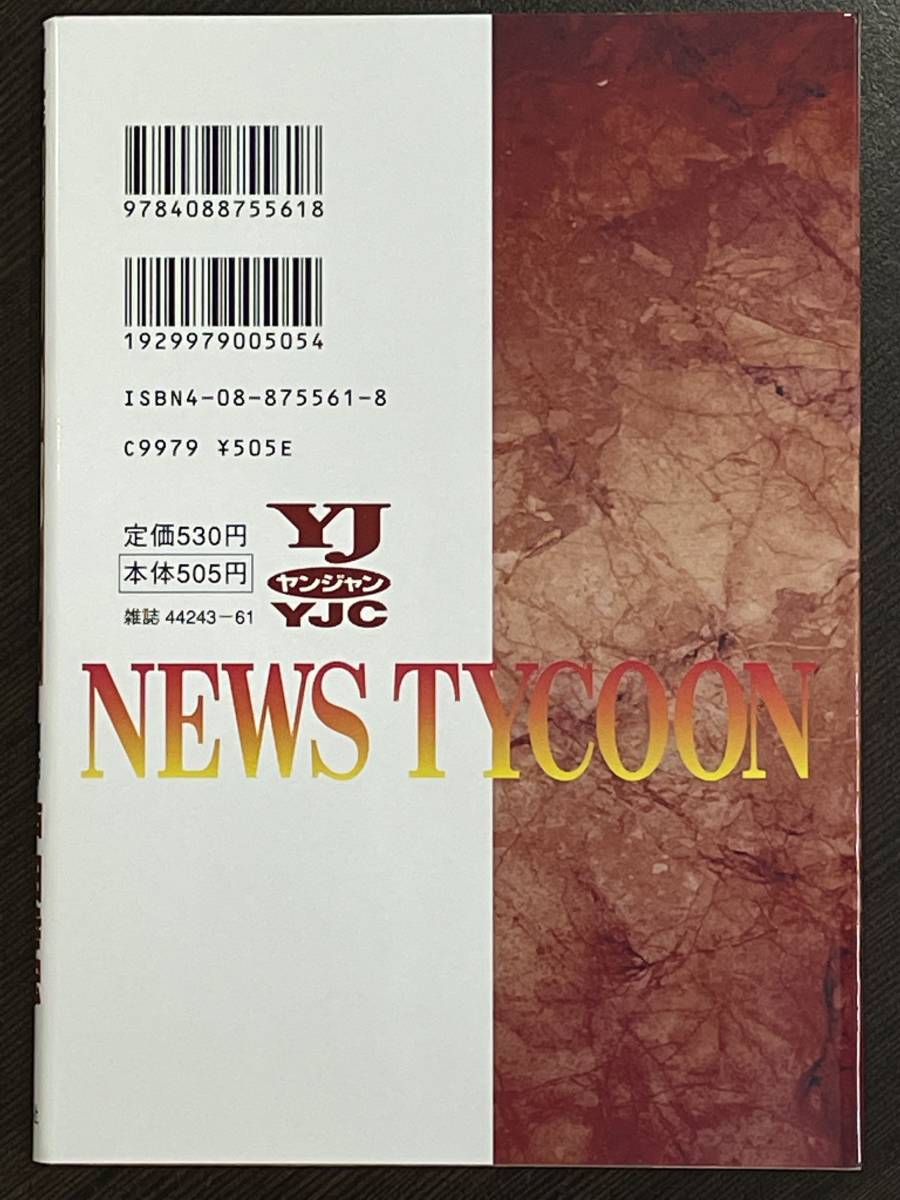 9784088755618
1929979005054
ISBN4-08-875561-8
C9979 ¥505E
定価530円
本体505円
雑誌 44243-61
YJ
ヤンジャン
YJC
NEWS TYCOON